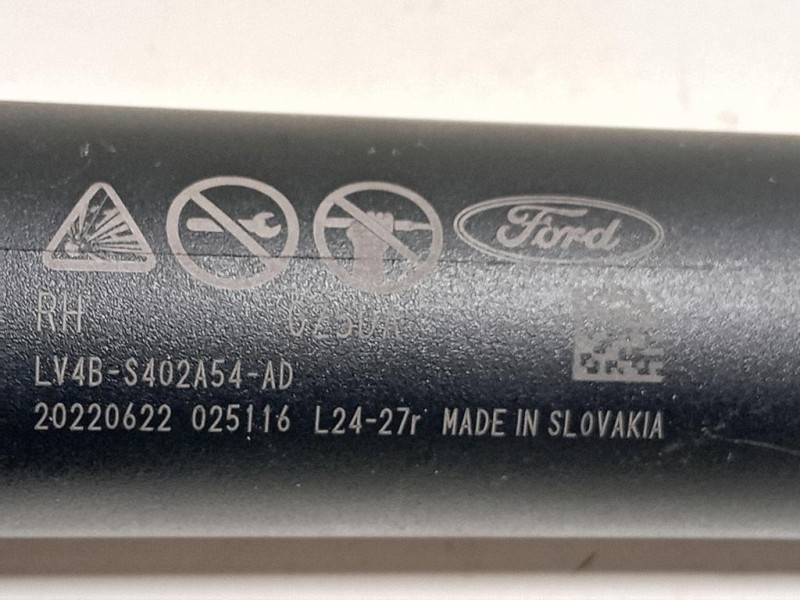 Ford
RH
LV4B-S402A54-AD
20220622 025116 L24-27r MADE IN SLOVAKIA